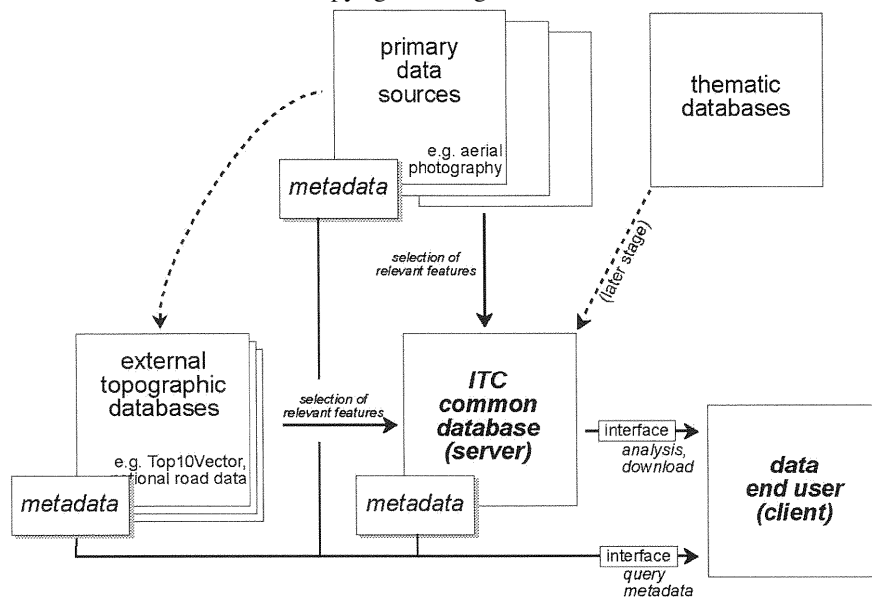 primary
data
sources
e.g. aerial
photography
metadata
thematic
databases
selection of
relevant features
(later stage)
external
topographic
databases
e.g. Top10Vector,
national road data
metadata
selection of
relevant features
ITC
common
database
(server)
metadata
interface
analysis,
download
data
end user
(client)
interface
query
metadata